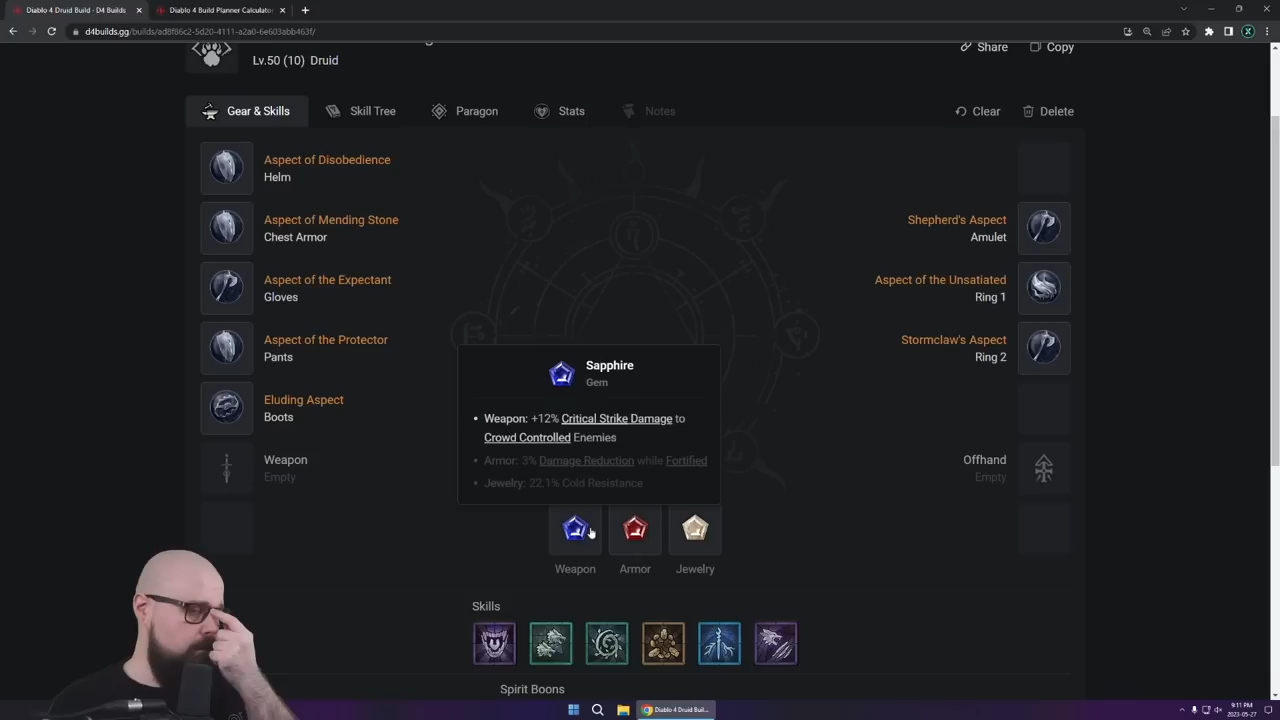 Diablo 4 Druid Build - D4 Builds
Diablo 4 Build Planner Calculator
d4builds.gg/builds/ad8f86c2-5d20-4111-a2a0-6e603abb463f/
X
Lv.50 (10) Druid
Share
Copy
Gear & Skills
Skill Tree
Paragon
Stats
Notes
Clear
Delete
Aspect of Disobedience
Helm
Aspect of Mending Stone
Chest Armor
Shepherd's Aspect
Amulet
Aspect of the Expectant
Gloves
Aspect of the Unsatiated
Ring 1
Aspect of the Protector
Pants
Stormclaw's Aspect
Ring 2
Sapphire
Gem
Eluding Aspect
Boots
• Weapon: +12% Critical Strike Damage to
Crowd Controlled Enemies
• Armor: 3% Damage Reduction while Fortified
• Jewelry: 22.1% Cold Resistance
Weapon
Empty
Offhand
Empty
Weapon
Armor
Jewelry
Skills
Spirit Boons
Diablo 4 Druid Buil...
9:11 PM
2023-05-27